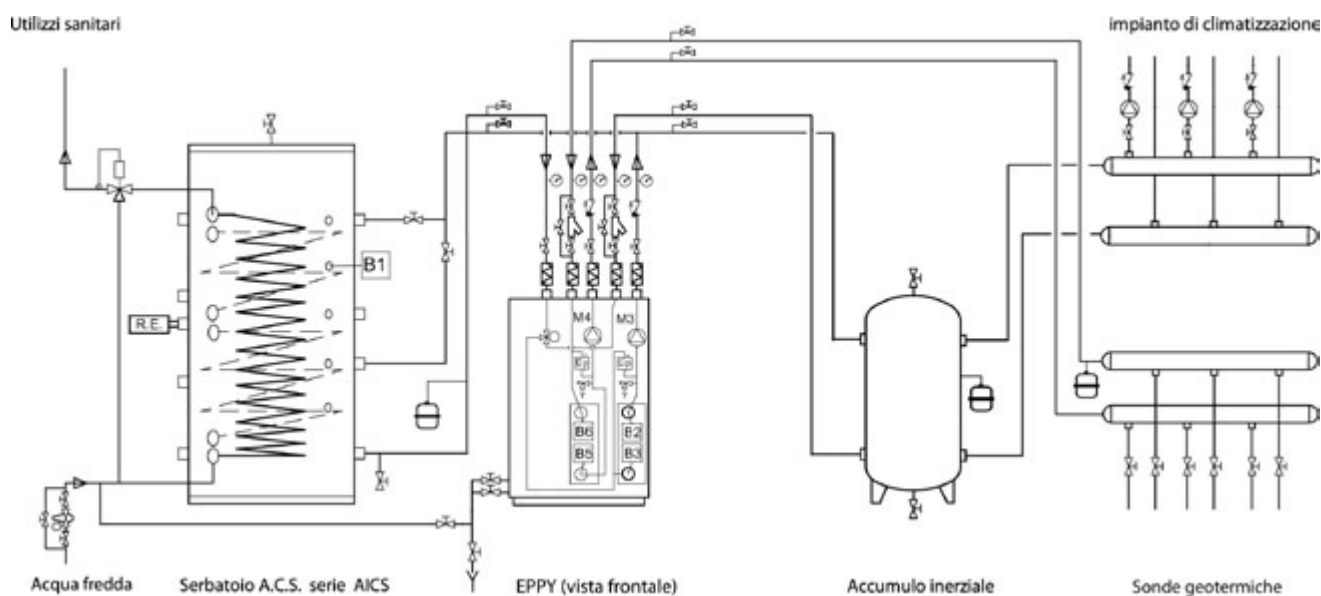 Utilizzi sanitari
impianto di climatizzazione
B1
R.E.
M4
M3
B6
B2
B5
B3
Acqua fredda
Serbatoio A.C.S. serie AICS
EPPY (vista frontale)
Accumulo inerziale
Sonde geotermiche